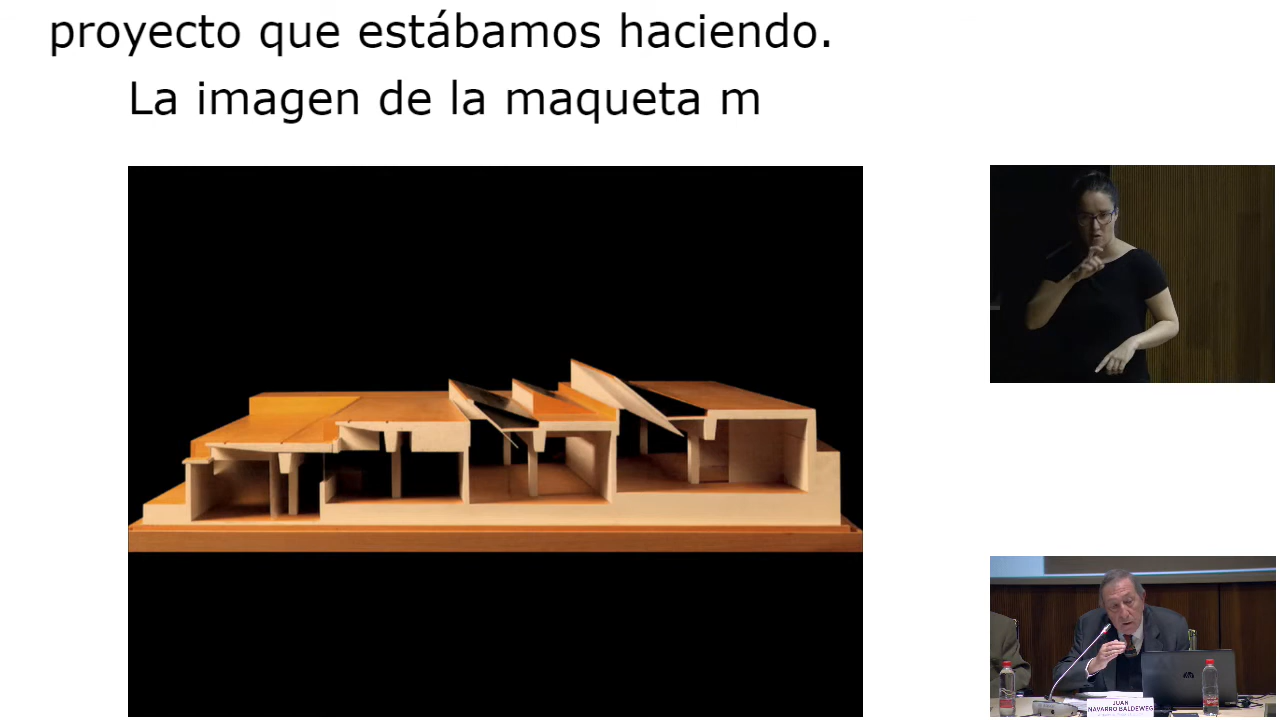 proyecto que estábamos haciendo.
La imagen de la maqueta m
JUAN
NAVARRO BALDEWEG